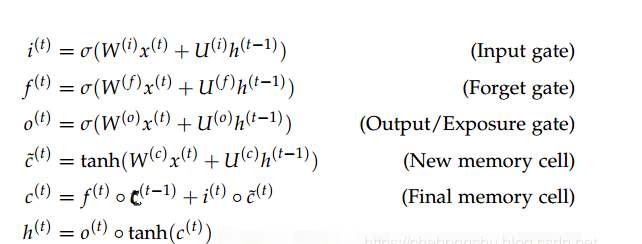 i^(t) = σ(W^(i)x^(t) + U^(i)h^(t−1)) (Input gate)
f^(t) = σ(W^(f)x^(t) + U^(f)h^(t−1)) (Forget gate)
o^(t) = σ(W^(o)x^(t) + U^(o)h^(t−1)) (Output/Exposure gate)
c̃^(t) = tanh(W^(c)x^(t) + U^(c)h^(t−1)) (New memory cell)
c^(t) = f^(t) ∘ c^(t−1) + i^(t) ∘ c̃^(t) (Final memory cell)
h^(t) = o^(t) ∘ tanh(c^(t))